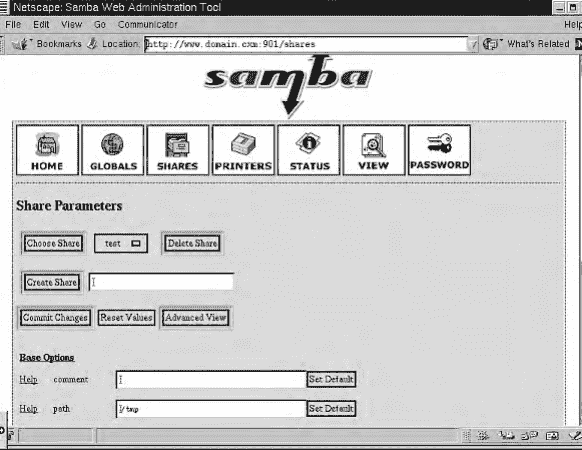 Netscape: Samba Web Administration Tool
File Edit View Go Communicator Help
Bookmarks Location: http://www.domain.cxm:901/shares What's Related
samba
HOME GLOBALS SHARES PRINTERS STATUS VIEW PASSWORD
Share Parameters
Choose Share test Delete Share
Create Share
Commit Changes Reset Values Advanced View
Base Options
Help comment Set Default
Help path /tmp Set Default